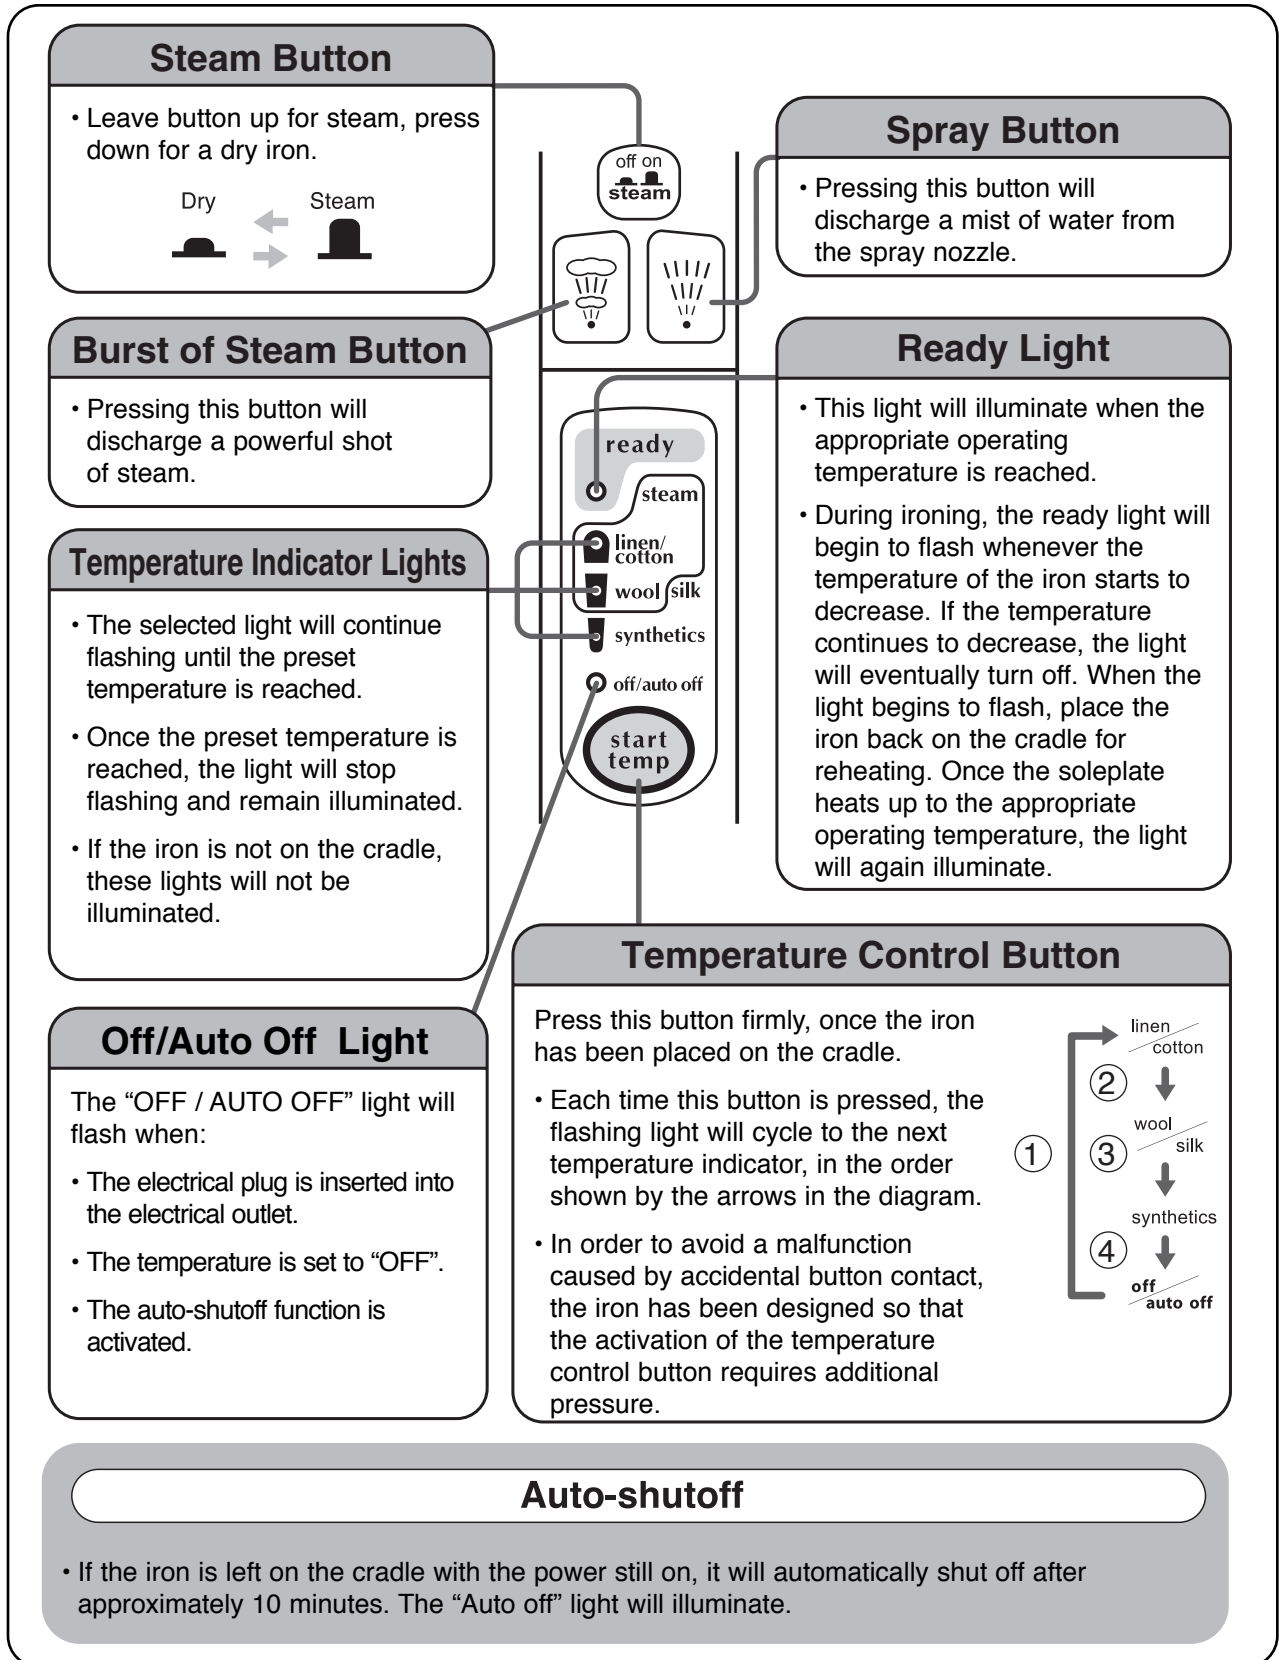 Steam Button
• Leave button up for steam, press
down for a dry iron.
Dry
Steam
off on
steam
Spray Button
• Pressing this button will
discharge a mist of water from
the spray nozzle.
Burst of Steam Button
• Pressing this button will
discharge a powerful shot
of steam.
Ready Light
• This light will illuminate when the
appropriate operating
temperature is reached.
• During ironing, the ready light will
begin to flash whenever the
temperature of the iron starts to
decrease. If the temperature
continues to decrease, the light
will eventually turn off. When the
light begins to flash, place the
iron back on the cradle for
reheating. Once the soleplate
heats up to the appropriate
operating temperature, the light
will again illuminate.
ready
steam
linen/
cotton
wool/silk
synthetics
off/auto off
start
temp
Temperature Indicator Lights
• The selected light will continue
flashing until the preset
temperature is reached.
• Once the preset temperature is
reached, the light will stop
flashing and remain illuminated.
• If the iron is not on the cradle,
these lights will not be
illuminated.
Off/Auto Off Light
The “OFF / AUTO OFF” light will
flash when:
• The electrical plug is inserted into
the electrical outlet.
• The temperature is set to “OFF”.
• The auto-shutoff function is
activated.
Temperature Control Button
Press this button firmly, once the iron
has been placed on the cradle.
• Each time this button is pressed, the
flashing light will cycle to the next
temperature indicator, in the order
shown by the arrows in the diagram.
• In order to avoid a malfunction
caused by accidental button contact,
the iron has been designed so that
the activation of the temperature
control button requires additional
pressure.
①
linen
cotton
②
wool
silk
③
synthetics
④
off
auto off
Auto-shutoff
• If the iron is left on the cradle with the power still on, it will automatically shut off after
approximately 10 minutes. The “Auto off” light will illuminate.